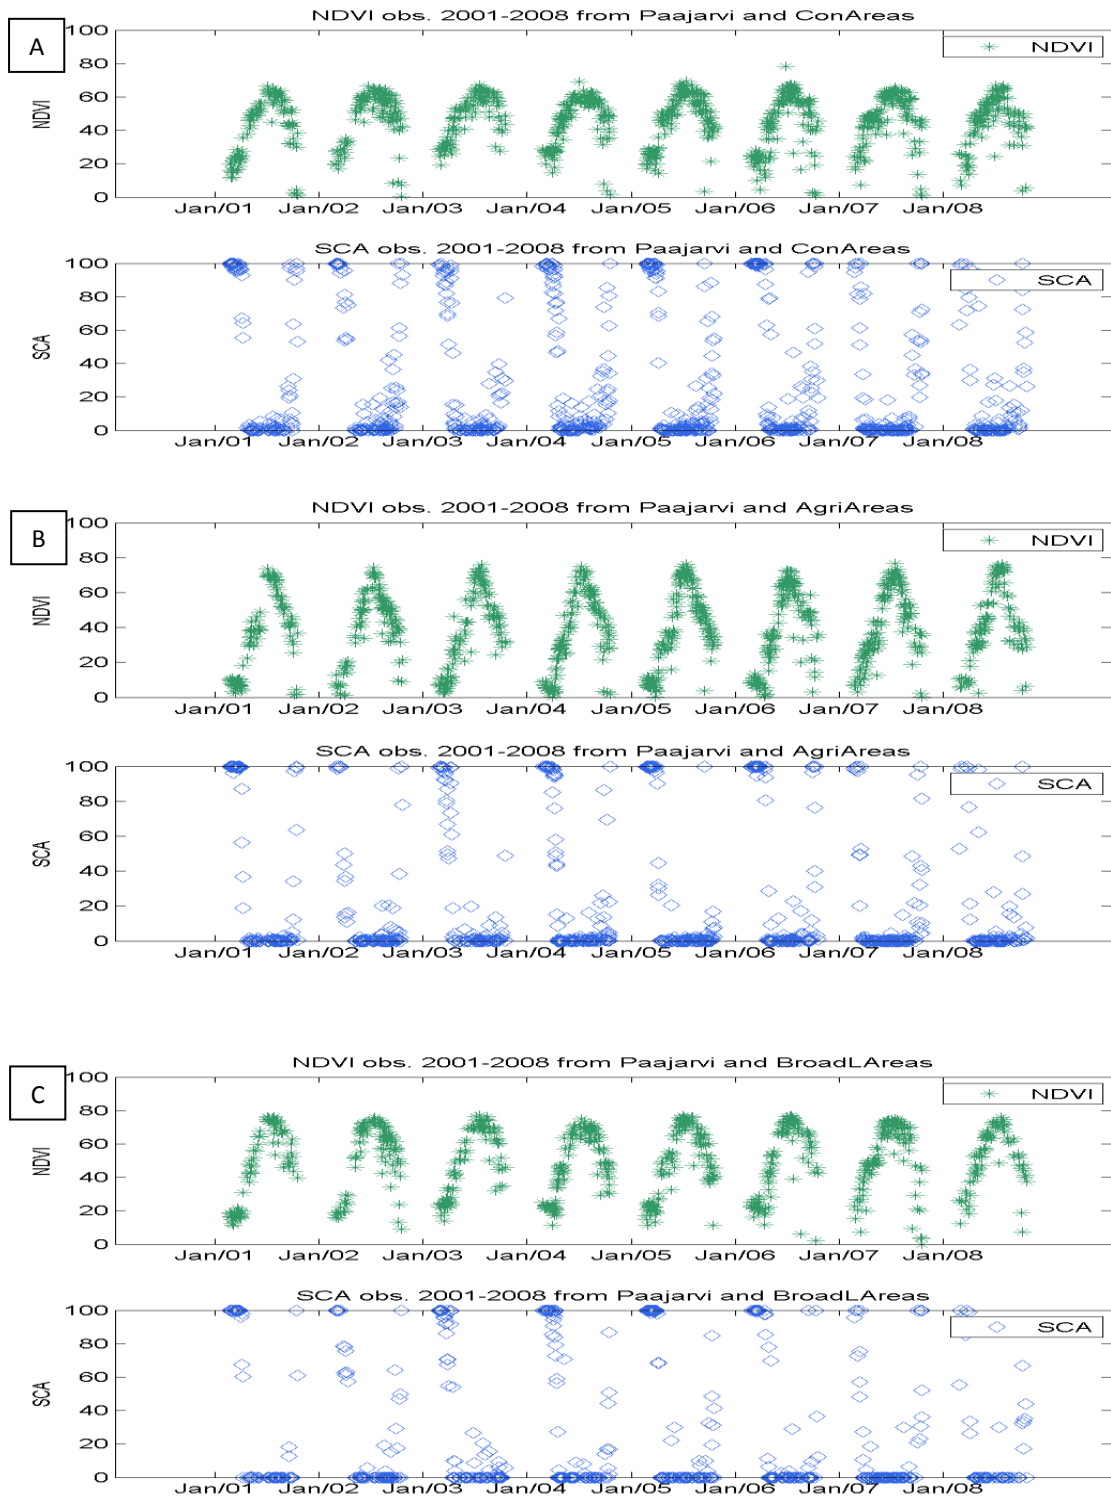 A
NDVI obs. 2001-2008 from Paajarvi and ConAreas
100
80
60
40
20
0
NDVI
NDVI
Jan/01 Jan/02 Jan/03 Jan/04 Jan/05 Jan/06 Jan/07 Jan/08
SCA obs. 2001-2008 from Paajarvi and ConAreas
100
80
60
40
20
0
SCA
SCA
Jan/01 Jan/02 Jan/03 Jan/04 Jan/05 Jan/06 Jan/07 Jan/08
B
NDVI obs. 2001-2008 from Paajarvi and AgriAreas
100
80
60
40
20
0
NDVI
NDVI
Jan/01 Jan/02 Jan/03 Jan/04 Jan/05 Jan/06 Jan/07 Jan/08
SCA obs. 2001-2008 from Paajarvi and AgriAreas
100
80
60
40
20
0
SCA
SCA
Jan/01 Jan/02 Jan/03 Jan/04 Jan/05 Jan/06 Jan/07 Jan/08
C
NDVI obs. 2001-2008 from Paajarvi and BroadLAreas
100
80
60
40
20
0
NDVI
NDVI
Jan/01 Jan/02 Jan/03 Jan/04 Jan/05 Jan/06 Jan/07 Jan/08
SCA obs. 2001-2008 from Paajarvi and BroadLAreas
100
80
60
40
20
0
SCA
SCA
Jan/01 Jan/02 Jan/03 Jan/04 Jan/05 Jan/06 Jan/07 Jan/08